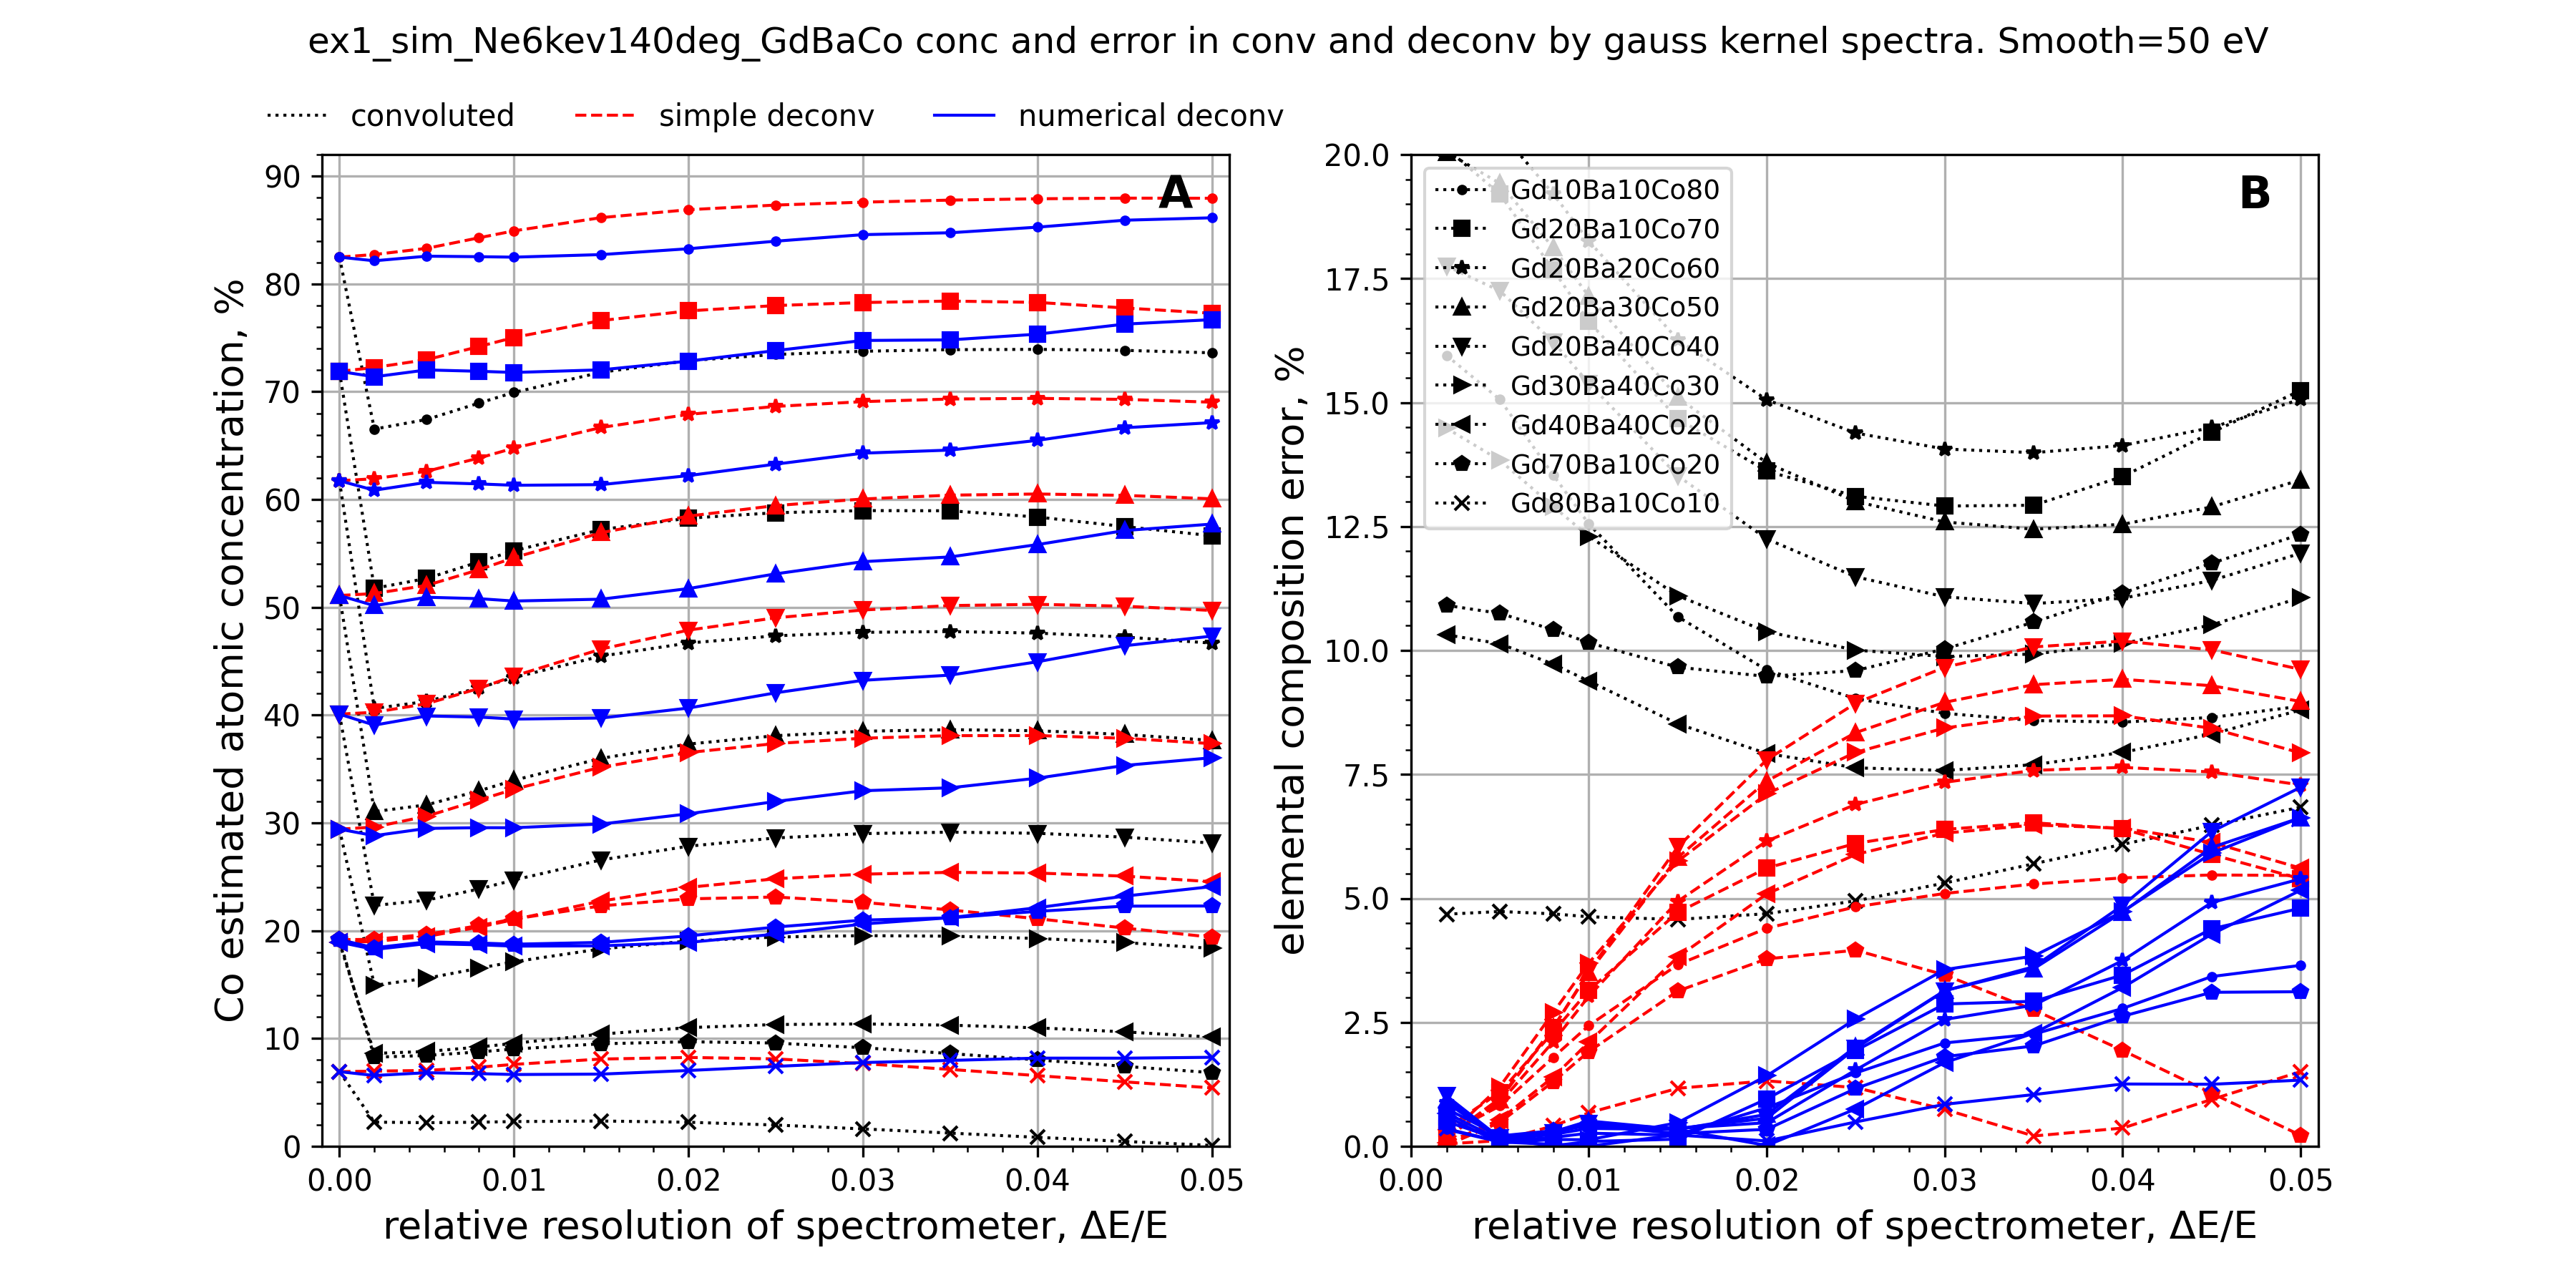 ex1_sim_Ne6kev140deg_GdBaCo conc and error in conv and deconv by gauss kernel spectra. Smooth=50 eV
convoluted simple deconv numerical deconv
A
90
80
70
60
50
40
30
20
10
0
Co estimated atomic concentration, %
0.00 0.01 0.02 0.03 0.04 0.05
relative resolution of spectrometer, ΔE/E
B
20.0
17.5
15.0
12.5
10.0
7.5
5.0
2.5
0.0
elemental composition error, %
Gd10Ba10Co80
Gd20Ba10Co70
Gd20Ba20Co60
Gd20Ba30Co50
Gd20Ba40Co40
Gd30Ba40Co30
Gd40Ba40Co20
Gd70Ba10Co20
Gd80Ba10Co10
0.00 0.01 0.02 0.03 0.04 0.05
relative resolution of spectrometer, ΔE/E